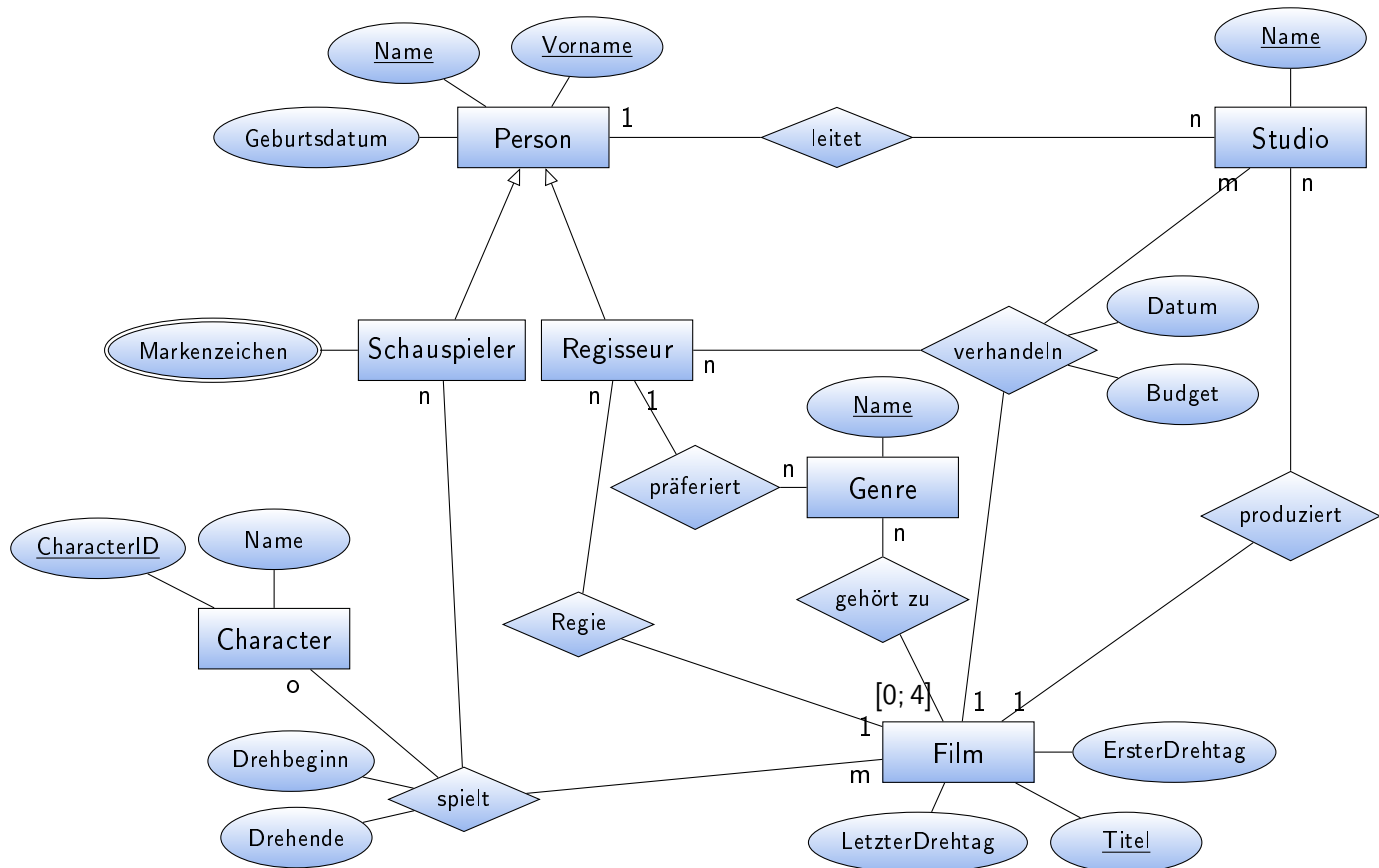 Name
Vorname
Name
Geburtsdatum
Person
1
leitet
n
Studio
m
n
Datum
Markenzeichen
Schauspieler
Regisseur
n
verhandeln
Budget
n
n
1
Name
präferiert
n
Genre
n
produziert
CharacterID
Name
gehört zu
Character
Regie
o
[0; 4]
1
1
1
Drehbeginn
Film
ErsterDrehtag
m
spielt
Drehende
LetzterDrehtag
Titel